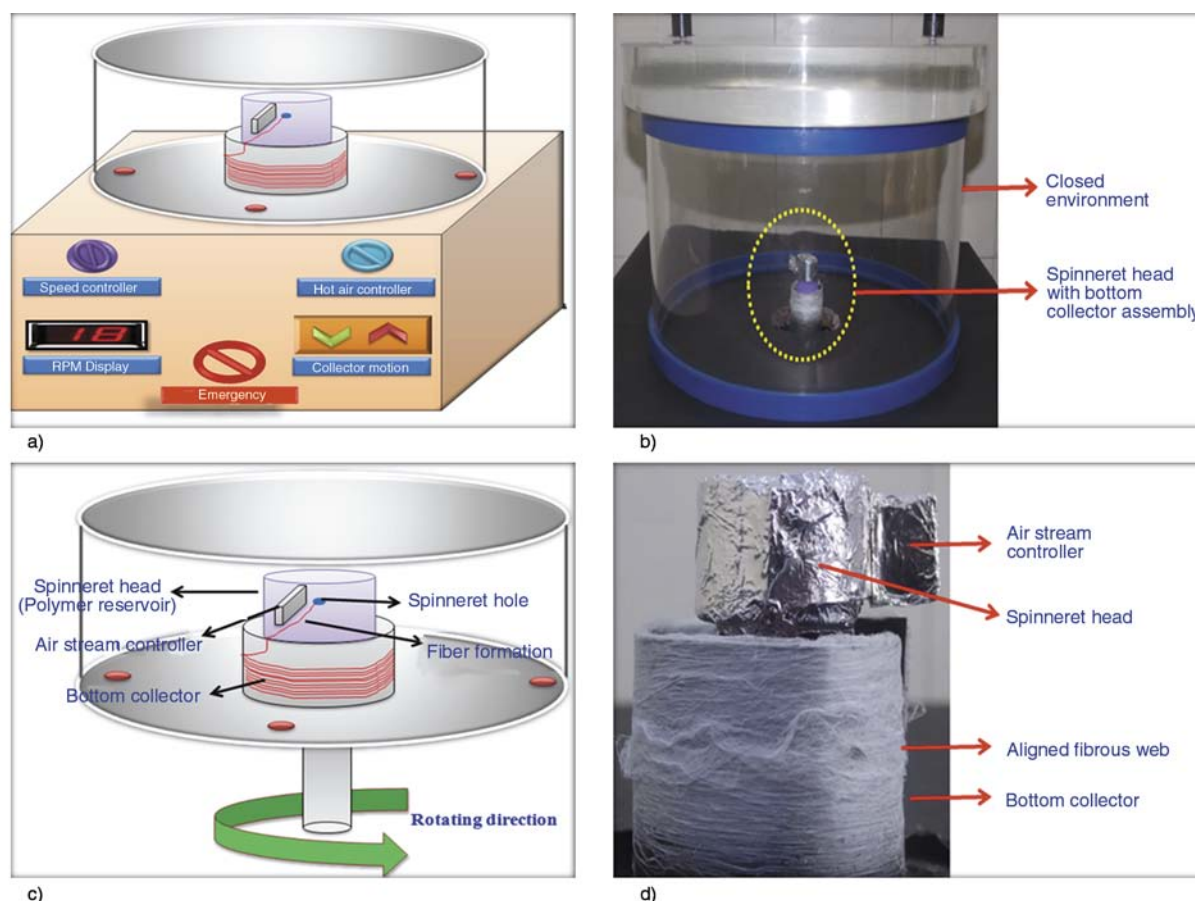 Speed controller
Hot air controller
18
RPM Display
Collector motion
Emergency
a)
Closed
environment
Spinneret head
with bottom
collector assembly
b)
Spinneret head
(Polymer reservoir)
Spinneret hole
Air stream controller
Fiber formation
Bottom collector
Rotating direction
c)
Air stream
controller
Spinneret head
Aligned fibrous web
Bottom collector
d)